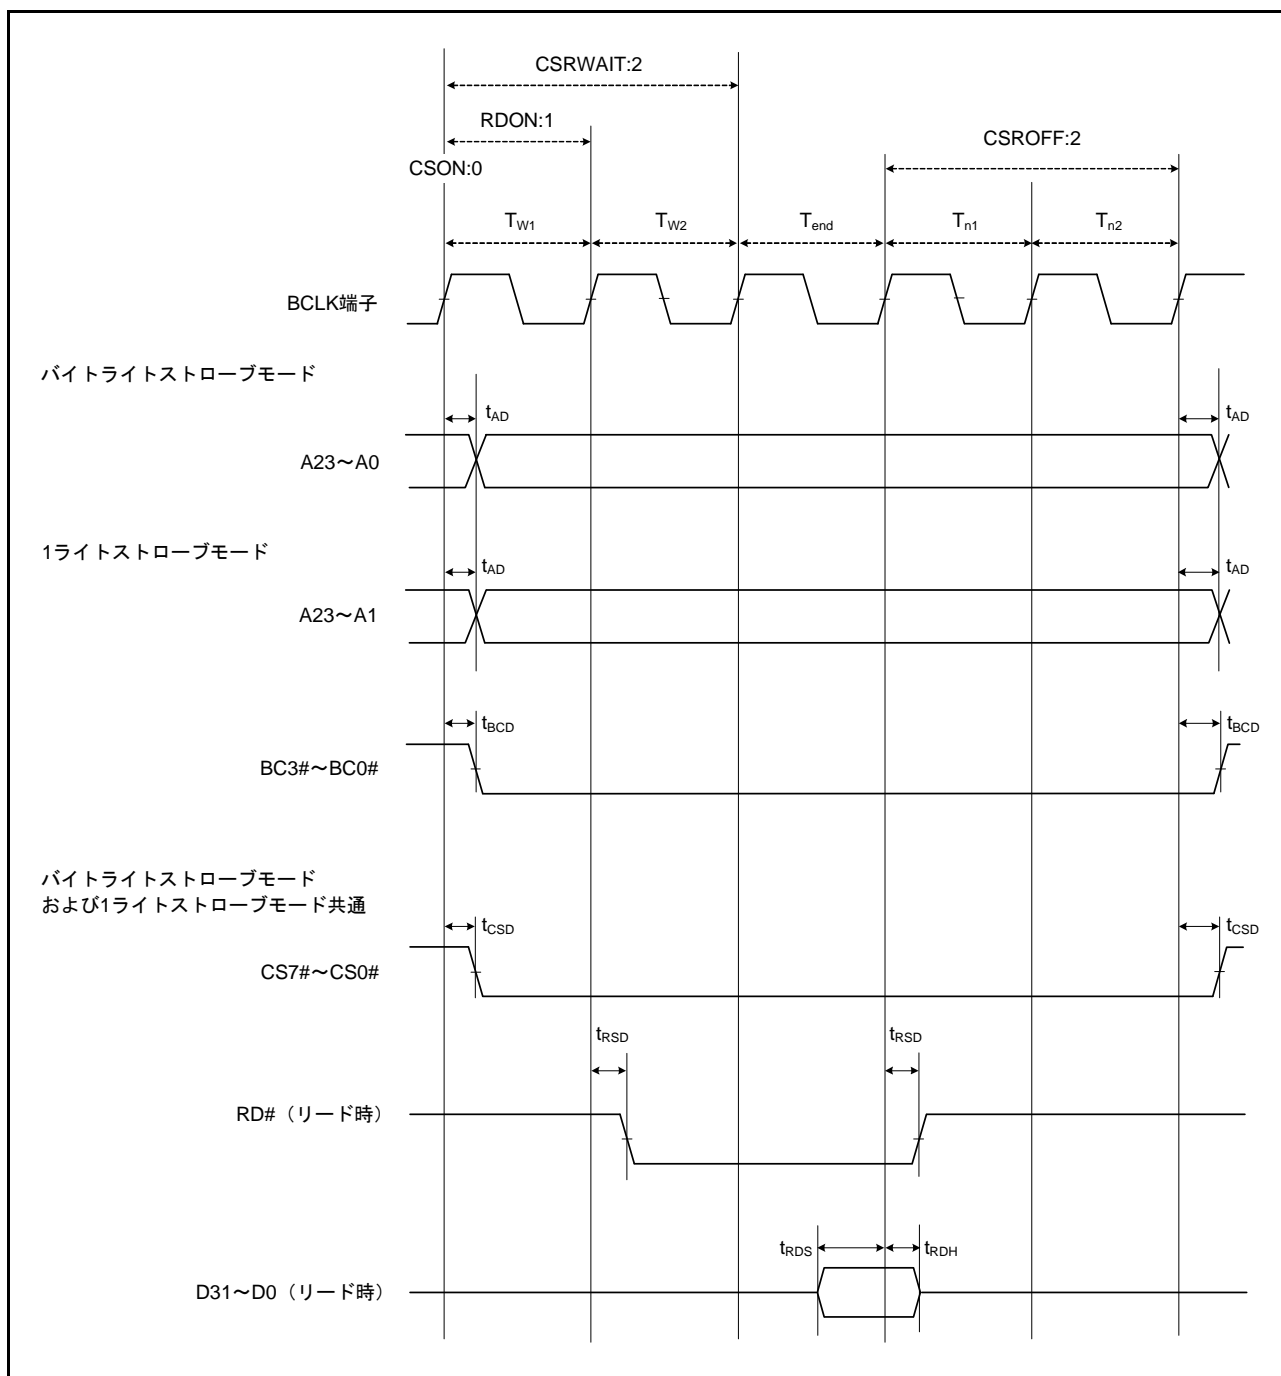 CSRWAIT:2
RDON:1
CSROFF:2
CSON:0
TW1
TW2
Tend
Tn1
Tn2
BCLK端子
バイトライトストローブモード
tAD
tAD
A23～A0
1ライトストローブモード
tAD
tAD
A23～A1
tBCD
tBCD
BC3#～BC0#
バイトライトストローブモード
および1ライトストローブモード共通
tCSD
tCSD
CS7#～CS0#
tRSD
tRSD
RD#（リード時）
tRDS
tRDH
D31～D0（リード時）